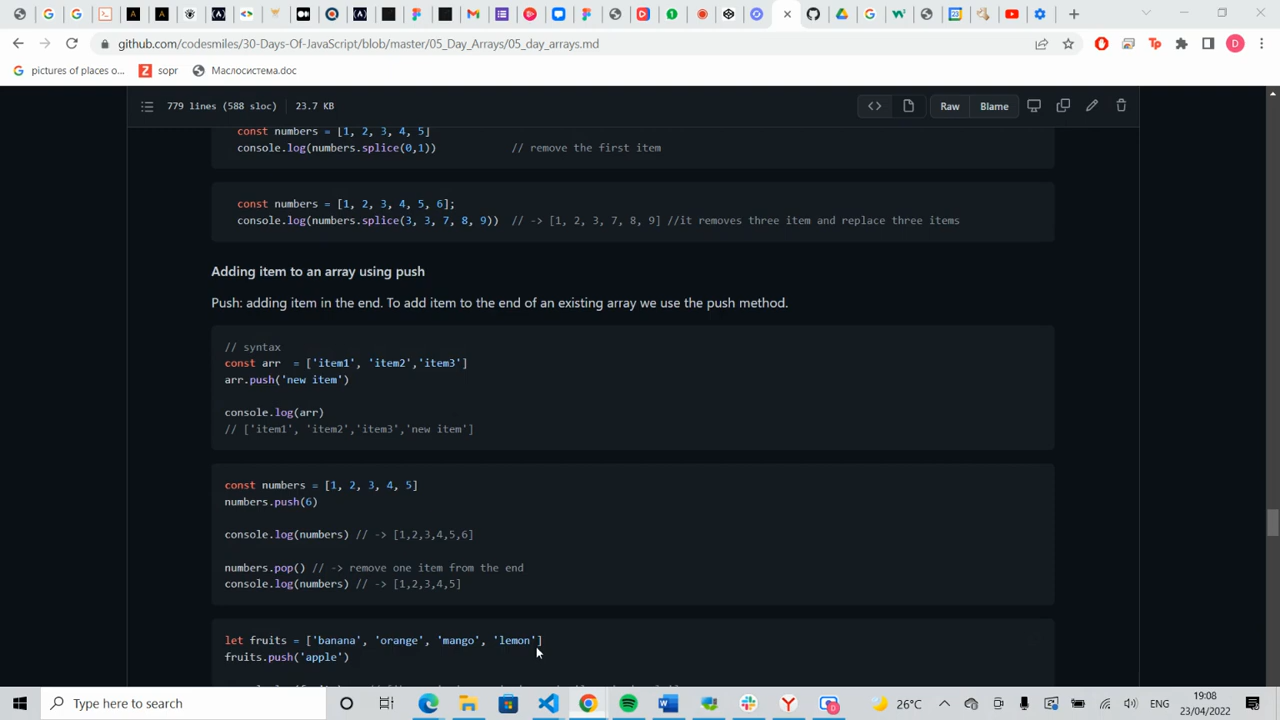 github.com/codesmiles/30-Days-Of-JavaScript/blob/master/05_Day_Arrays/05_day_arrays.md
pictures of places o...
sopr
Маслосистема.doc
779 lines (588 sloc)
23.7 KB
Raw
Blame
const numbers = [1, 2, 3, 4, 5]
console.log(numbers.splice(0,1)) // remove the first item
const numbers = [1, 2, 3, 4, 5, 6];
console.log(numbers.splice(3, 3, 7, 8, 9)) // -> [1, 2, 3, 7, 8, 9] //it removes three item and replace three items
Adding item to an array using push
Push: adding item in the end. To add item to the end of an existing array we use the push method.
// syntax
const arr = ['item1', 'item2','item3']
arr.push('new item')
console.log(arr)
// ['item1', 'item2','item3','new item']
const numbers = [1, 2, 3, 4, 5]
numbers.push(6)
console.log(numbers) // -> [1,2,3,4,5,6]
numbers.pop() // -> remove one item from the end
console.log(numbers) // -> [1,2,3,4,5]
let fruits = ['banana', 'orange', 'mango', 'lemon']
fruits.push('apple')
Type here to search
26°C
ENG
19:08
23/04/2022